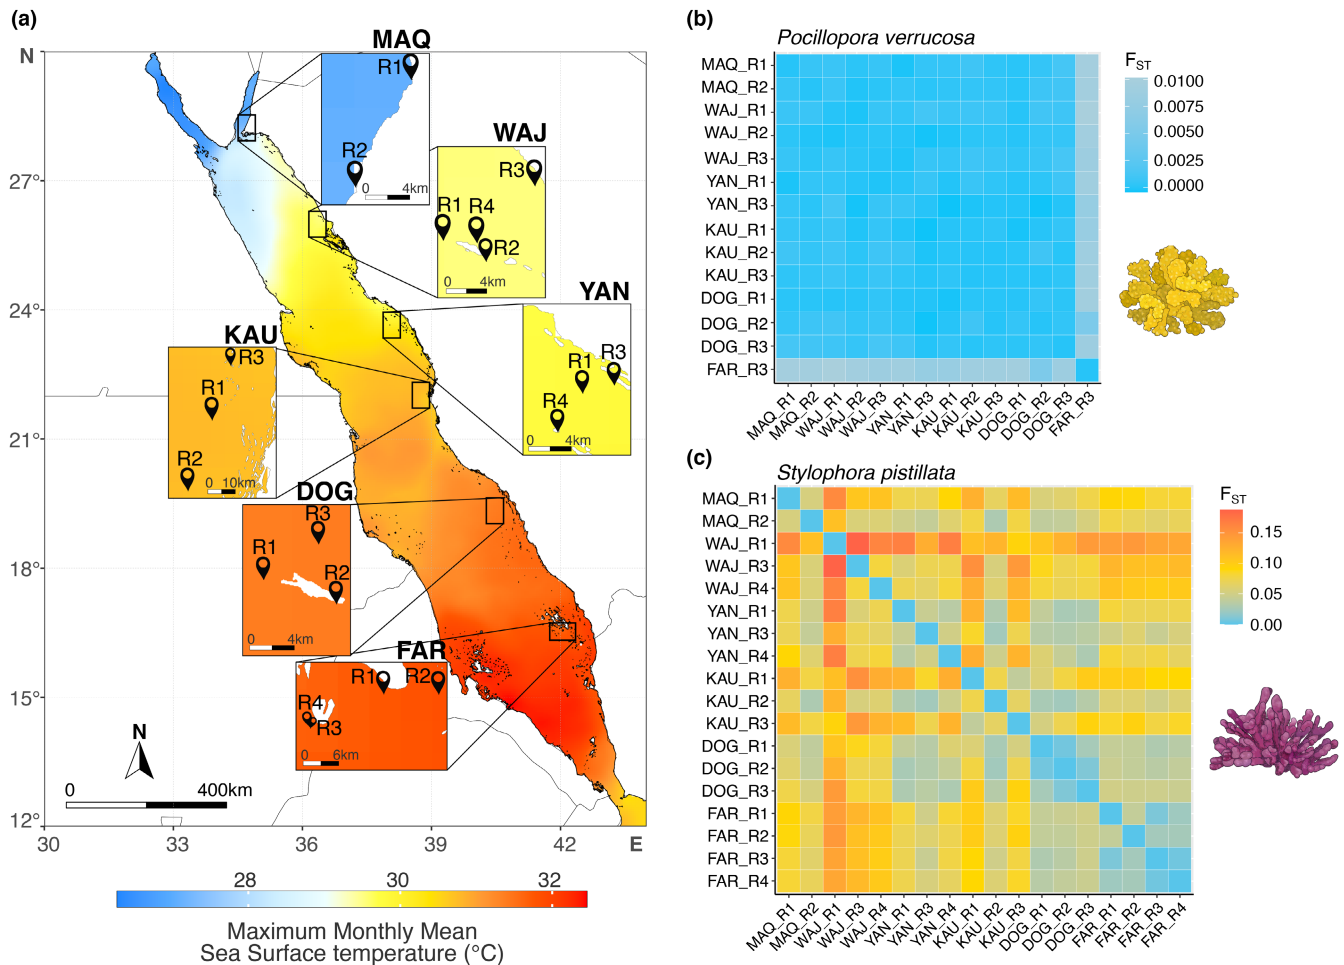 (a)
N
27°
24°
21°
18°
15°
12°
30
33
36
39
42
E
MAQ
R1
R2
0
4km
WAJ
R3
R1
R4
R2
0
4km
YAN
R3
R1
R4
0
4km
KAU
R3
R1
R2
0
10km
DOG
R3
R1
R2
0
4km
FAR
R1
R2
R4
R3
0
6km
N
0
400km
28
30
32
Maximum Monthly Mean
Sea Surface temperature (°C)
(b)
Pocillopora verrucosa
MAQ_R1
MAQ_R2
WAJ_R1
WAJ_R2
WAJ_R3
YAN_R1
YAN_R3
KAU_R1
KAU_R2
KAU_R3
DOG_R1
DOG_R2
DOG_R3
FAR_R3
MAQ_R1
MAQ_R2
WAJ_R1
WAJ_R2
WAJ_R3
YAN_R1
YAN_R3
KAU_R1
KAU_R2
KAU_R3
DOG_R1
DOG_R2
DOG_R3
FAR_R3
FST
0.0100
0.0075
0.0050
0.0025
0.0000
(c)
Stylophora pistillata
MAQ_R1
MAQ_R2
WAJ_R1
WAJ_R3
WAJ_R4
YAN_R1
YAN_R3
YAN_R4
KAU_R1
KAU_R2
KAU_R3
DOG_R1
DOG_R2
DOG_R3
FAR_R1
FAR_R2
FAR_R3
FAR_R4
MAQ_R1
MAQ_R2
WAJ_R1
WAJ_R3
WAJ_R4
YAN_R1
YAN_R3
YAN_R4
KAU_R1
KAU_R2
KAU_R3
DOG_R1
DOG_R2
DOG_R3
FAR_R1
FAR_R2
FAR_R3
FAR_R4
FST
0.15
0.10
0.05
0.00